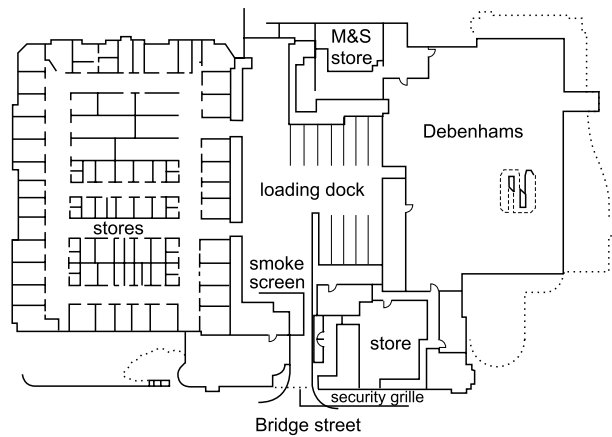 M&S
store
Debenhams
loading dock
stores
smoke
screen
store
security grille
Bridge street